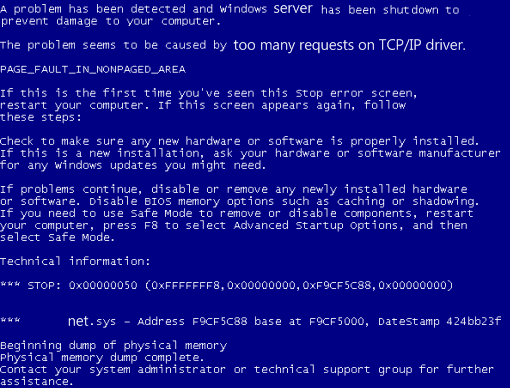 A problem has been detected and Windows server has been shutdown to
prevent damage to your computer.
The problem seems to be caused by too many requests on TCP/IP driver.
PAGE_FAULT_IN_NONPAGED_AREA
If this is the first time you've seen this Stop error screen,
restart your computer. If this screen appears again, follow
these steps:
Check to make sure any new hardware or software is properly installed.
If this is a new installation, ask your hardware or software manufacturer
for any Windows updates you might need.
If problems continue, disable or remove any newly installed hardware
or software. Disable BIOS memory options such as caching or shadowing.
If you need to use Safe Mode to remove or disable components, restart
your computer, press F8 to select Advanced Startup Options, and then
select Safe Mode.
Technical information:
*** STOP: 0x00000050 (0xFFFFFFF8,0x00000000,0xF9CF5C88,0x00000000)
*** net.sys – Address F9CF5C88 base at F9CF5000, DateStamp 424bb23f
Beginning dump of physical memory
Physical memory dump complete.
Contact your system administrator or technical support group for further
assistance.